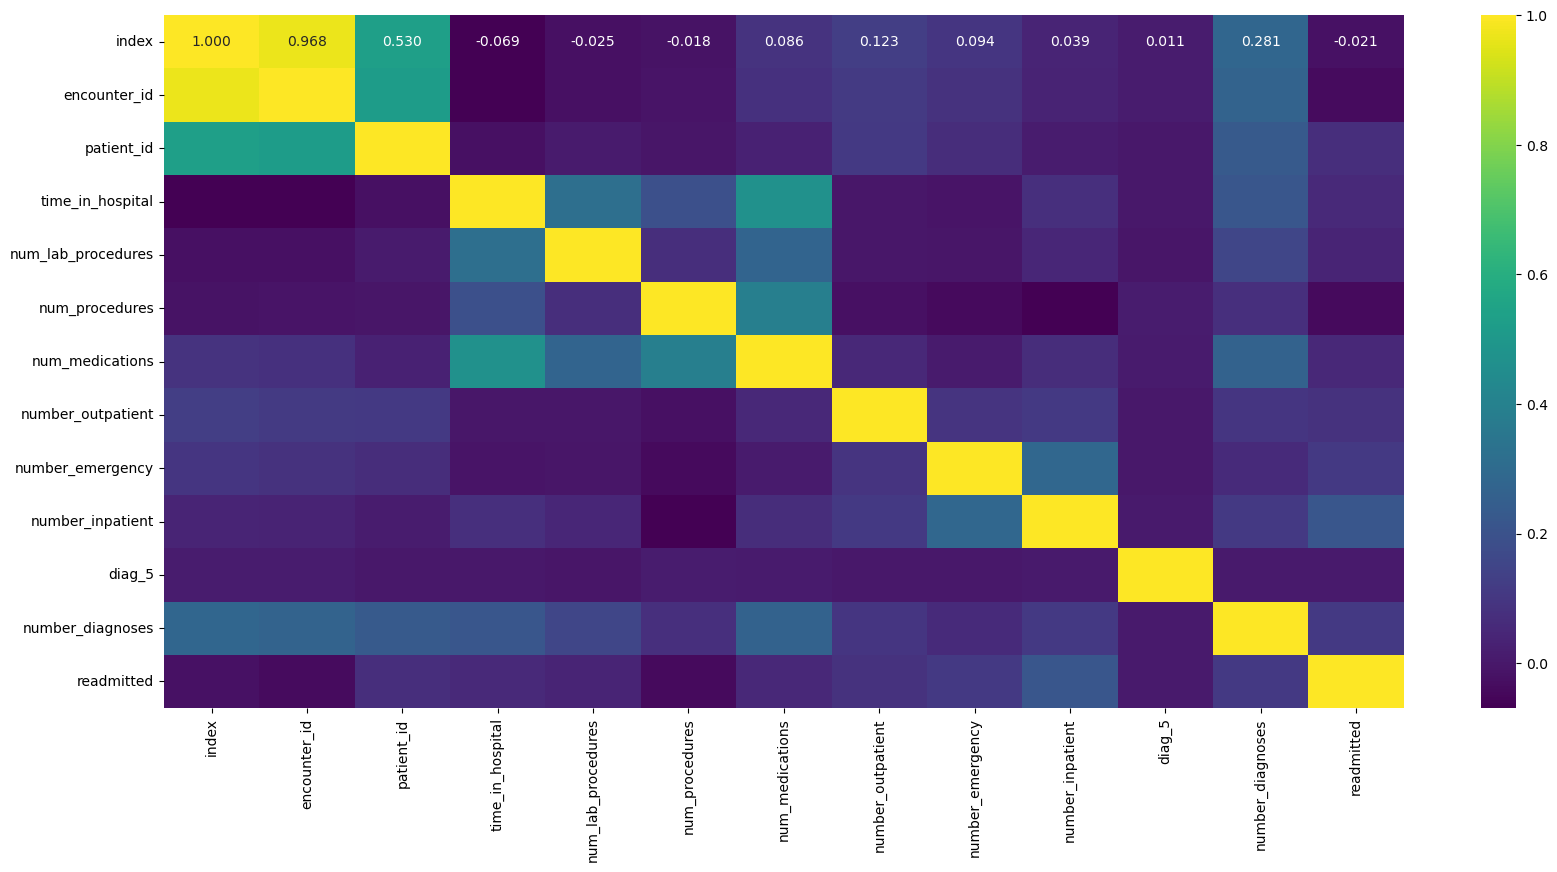 index 1.000 0.968 0.530 -0.069 -0.025 -0.018 0.086 0.123 0.094 0.039 0.011 0.281 -0.021
encounter_id
patient_id
time_in_hospital
num_lab_procedures
num_procedures
num_medications
number_outpatient
number_emergency
number_inpatient
diag_5
number_diagnoses
readmitted
index
encounter_id
patient_id
time_in_hospital
num_lab_procedures
num_procedures
num_medications
number_outpatient
number_emergency
number_inpatient
diag_5
number_diagnoses
readmitted
1.0
0.8
0.6
0.4
0.2
0.0